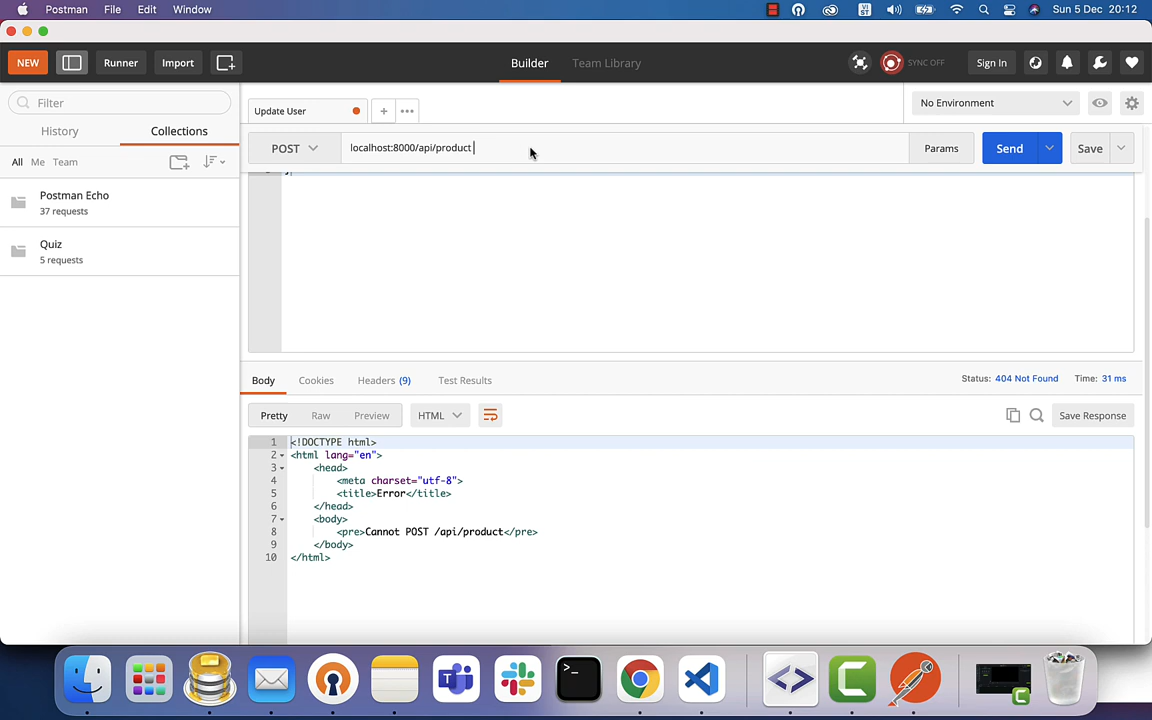 Postman File Edit Window VI ST Sun 5 Dec 20:12
NEW Runner Import Builder Team Library SYNC OFF Sign In
Filter Update User + ••• No Environment
History Collections
POST localhost:8000/api/product Params Send Save
All Me Team
Postman Echo
37 requests
Quiz
5 requests
Body Cookies Headers (9) Test Results Status: 404 Not Found Time: 31 ms
Pretty Raw Preview HTML Save Response
1 <!DOCTYPE html>
2 <html lang="en">
3 <head>
4 <meta charset="utf-8">
5 <title>Error</title>
6 </head>
7 <body>
8 <pre>Cannot POST /api/product</pre>
9 </body>
10 </html>